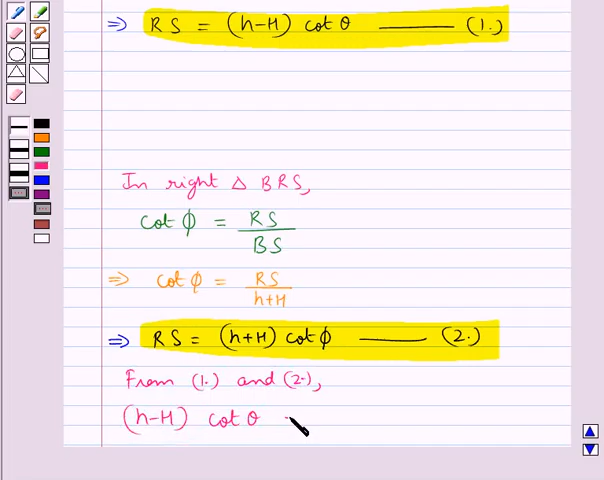 ⇒ RS = (h-H) cot θ —— (1.)
In right Δ BRS,
cot ϕ = RS / BS
⇒ cot ϕ = RS / h+H
⇒ RS = (h+H) cot ϕ —— (2.)
From (1.) and (2.),
(h-H) cot θ